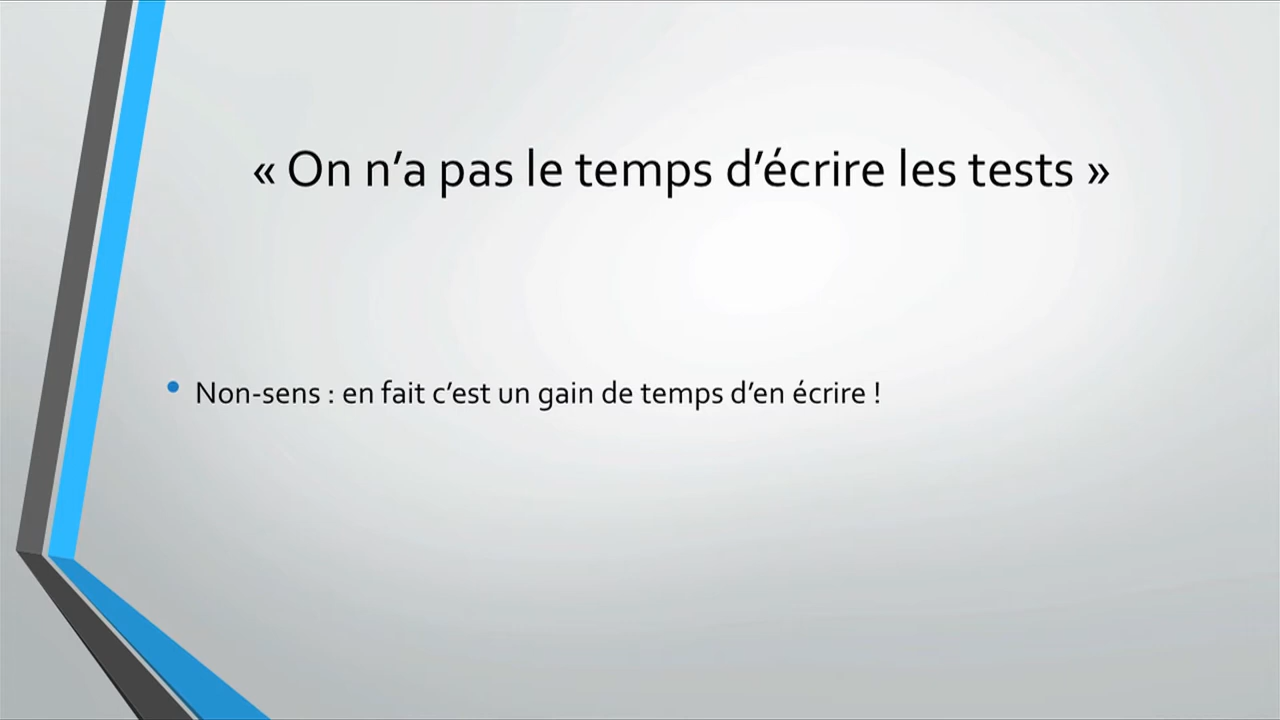 « On n’a pas le temps d’écrire les tests »
• Non-sens : en fait c’est un gain de temps d’en écrire !